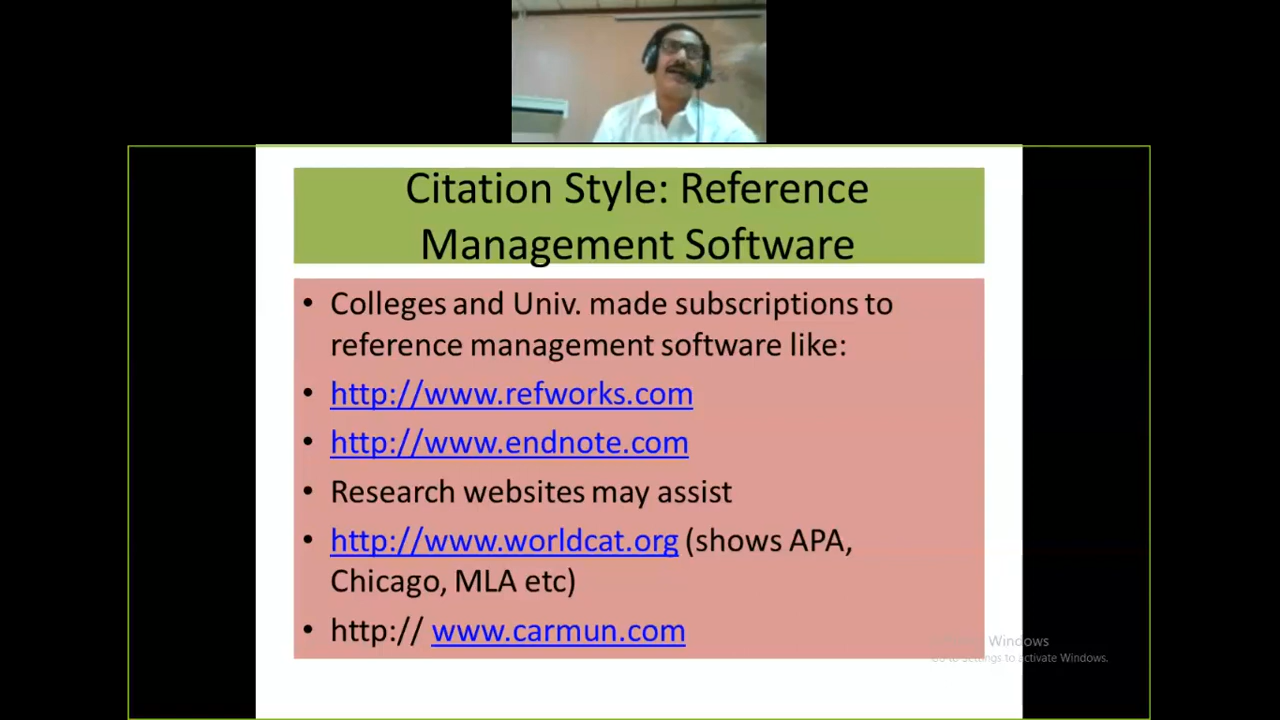 Citation Style: Reference
Management Software
• Colleges and Univ. made subscriptions to
reference management software like:
• http://www.refworks.com
• http://www.endnote.com
• Research websites may assist
• http://www.worldcat.org (shows APA,
Chicago, MLA etc)
• http:// www.carmun.com
Windows
to Settings to activate Windows.